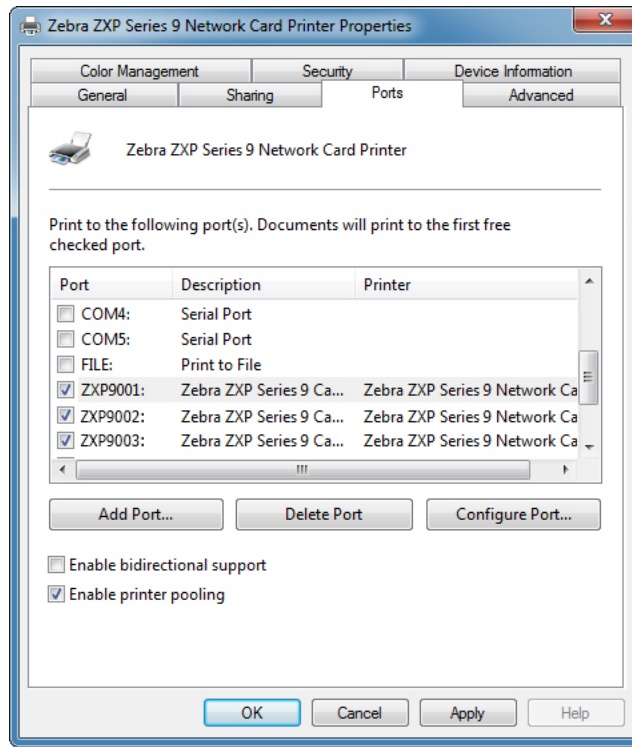 Zebra ZXP Series 9 Network Card Printer Properties
Color Management Security Device Information
General Sharing Ports Advanced
Zebra ZXP Series 9 Network Card Printer
Print to the following port(s). Documents will print to the first free
checked port.
Port Description Printer
COM4: Serial Port
COM5: Serial Port
FILE: Print to File
ZXP9001: Zebra ZXP Series 9 Ca... Zebra ZXP Series 9 Network Ca
ZXP9002: Zebra ZXP Series 9 Ca... Zebra ZXP Series 9 Network Ca
ZXP9003: Zebra ZXP Series 9 Ca... Zebra ZXP Series 9 Network Ca
Add Port... Delete Port Configure Port...
Enable bidirectional support
Enable printer pooling
OK Cancel Apply Help